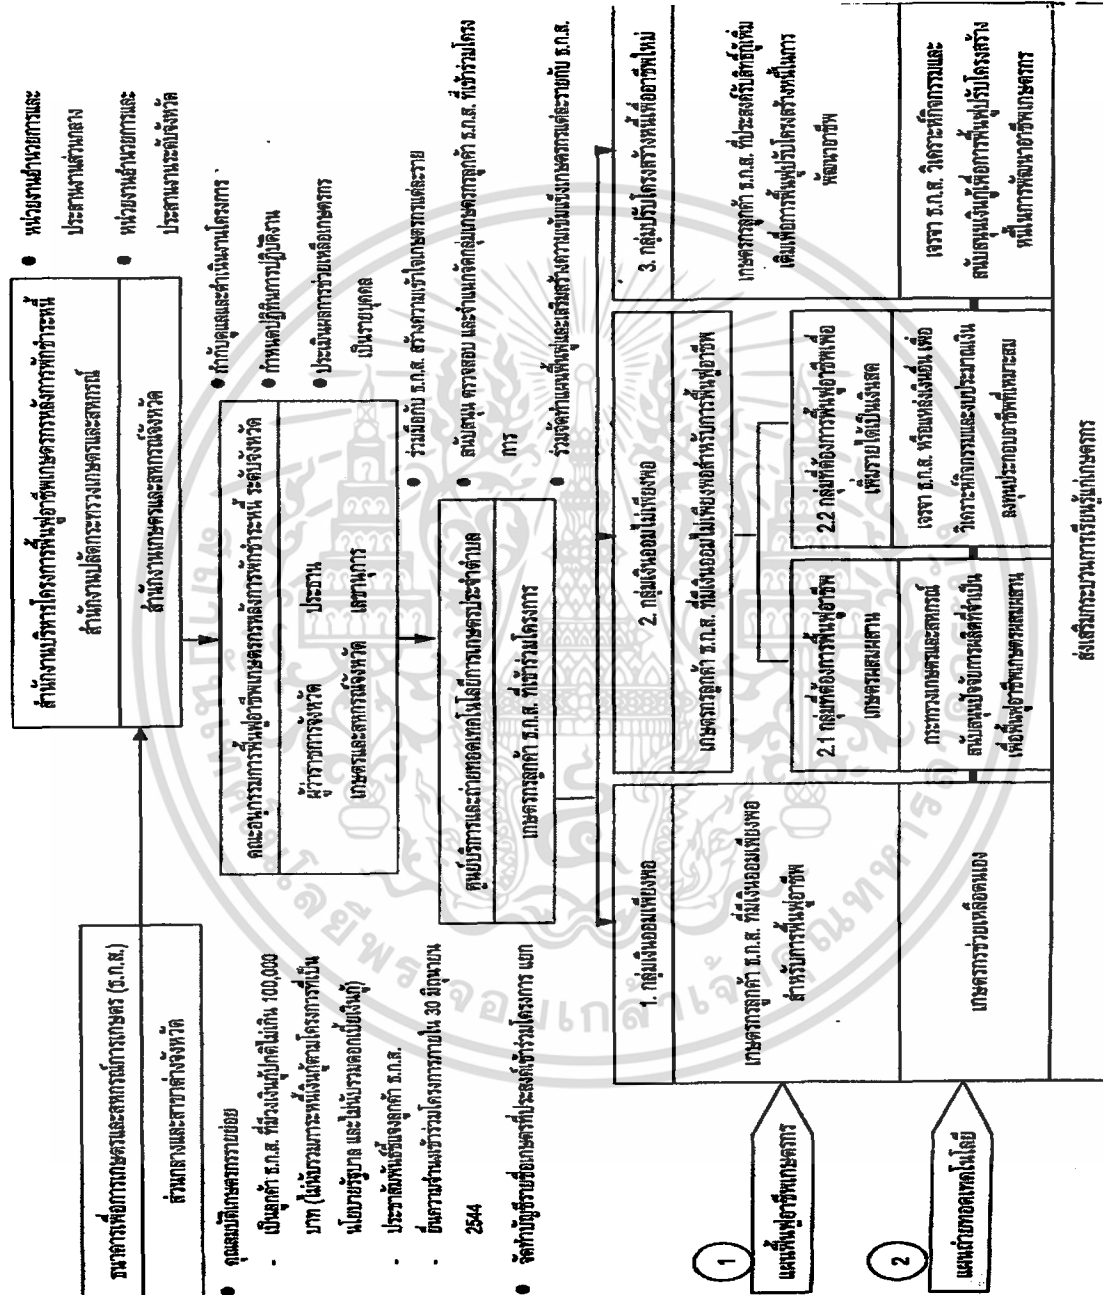 ธนาคารเพื่อการเกษตรและสหกรณ์การเกษตร (ธ.ก.ส.)
ส่วนกลางและสาขาต่างจังหวัด
สำนักงานบริหารโครงการฟื้นฟูอาชีพเกษตรกรหลังการพักชำระหนี้
สำนักงานปลัดกระทรวงเกษตรและสหกรณ์
สำนักงานเกษตรและสหกรณ์จังหวัด
● หน่วยงานอำนวยการและ
ประสานงานส่วนกลาง
● หน่วยงานอำนวยการและ
ประสานงานระดับจังหวัด
● คุณสมบัติเกษตรกรรายย่อย
- เป็นลูกค้า ธ.ก.ส. ที่มีวงเงินกู้ปกติไม่เกิน 100,000
บาท (ไม่นับรวมภาระหนี้เงินกู้ตามโครงการที่เป็น
นโยบายรัฐบาล และไม่นับรวมดอกเบี้ยเงินกู้)
- ประชาสัมพันธ์ชี้แจงลูกค้า ธ.ก.ส.
- ยื่นความจำนงเข้าร่วมโครงการภายใน 30 มิถุนายน
2544
● จัดทำบัญชีรายชื่อเกษตรที่ประสงค์เข้าร่วมโครงการ แยก
คณะอนุกรรมการฟื้นฟูอาชีพเกษตรกรหลังการพักชำระหนี้ ระดับจังหวัด
ผู้ว่าราชการจังหวัด ประธาน
เกษตรและสหกรณ์จังหวัด เลขานุการ
● กำกับดูแลและดำเนินงานโครงการ
● กำหนดปฏิทินการปฏิบัติงาน
● ประเมินผลการช่วยเหลือเกษตรกร
เป็นรายบุคคล
ศูนย์บริการและถ่ายทอดเทคโนโลยีการเกษตรประจำตำบล
เกษตรกรลูกค้า ธ.ก.ส. ที่เข้าร่วมโครงการ
● ร่วมมือกับ ธ.ก.ส. สร้างความเข้าใจเกษตรกรแต่ละราย
● สนับสนุน ตรวจสอบ และจำแนกจัดกลุ่มเกษตรกรลูกค้า ธ.ก.ส. ที่เข้าร่วมโครง
การ
● ร่วมจัดทำแผนฟื้นฟูและเสริมสร้างความเข้มแข็งเกษตรกรแต่ละรายกับ ธ.ก.ส.
1
แผนฟื้นฟูอาชีพเกษตรกร
1. กลุ่มเงินออมเพียงพอ
เกษตรกรลูกค้า ธ.ก.ส. ที่มีเงินออมเพียงพอ
สำหรับการฟื้นฟูอาชีพ
2. กลุ่มเงินออมไม่เพียงพอ
เกษตรกรลูกค้า ธ.ก.ส. ที่มีเงินออมไม่เพียงพอสำหรับการฟื้นฟูอาชีพ
2.1 กลุ่มที่ต้องการฟื้นฟูอาชีพ
เกษตรผสมผสาน
2.2 กลุ่มที่ต้องการฟื้นฟูอาชีพเพื่อ
เพิ่มรายได้เป็นเงินสด
3. กลุ่มปรับโครงสร้างหนี้เพื่ออาชีพใหม่
เกษตรกรลูกค้า ธ.ก.ส. ที่ประสงค์รับสิทธิกู้เพิ่ม
เติมเพื่อการฟื้นฟูปรับโครงสร้างหนี้ในการ
พัฒนาอาชีพ
2
แผนถ่ายทอดเทคโนโลยี
เกษตรกรช่วยเหลือตนเอง
กระทรวงเกษตรและสหกรณ์
สนับสนุนปัจจัยการผลิตที่จำเป็น
เพื่อฟื้นฟูอาชีพเกษตรผสมผสาน
เจรจา ธ.ก.ส. หรือแหล่งเงินอื่น เพื่อ
วิเคราะห์กิจกรรมและงบประมาณเงิน
ลงทุนประกอบอาชีพที่เหมาะสม
เจรจา ธ.ก.ส. วิเคราะห์กิจกรรมและ
สนับสนุนเงินกู้เพื่อการฟื้นฟูปรับโครงสร้าง
หนี้ในการพัฒนาอาชีพเกษตรกร
ส่งเสริมกระบวนการเรียนรู้แก่เกษตรกร